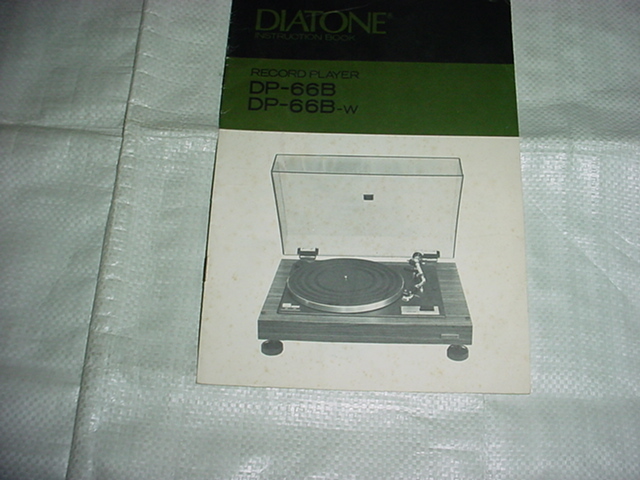 DIATONE®
INSTRUCTION BOOK
RECORD PLAYER
DP-66B
DP-66B-W